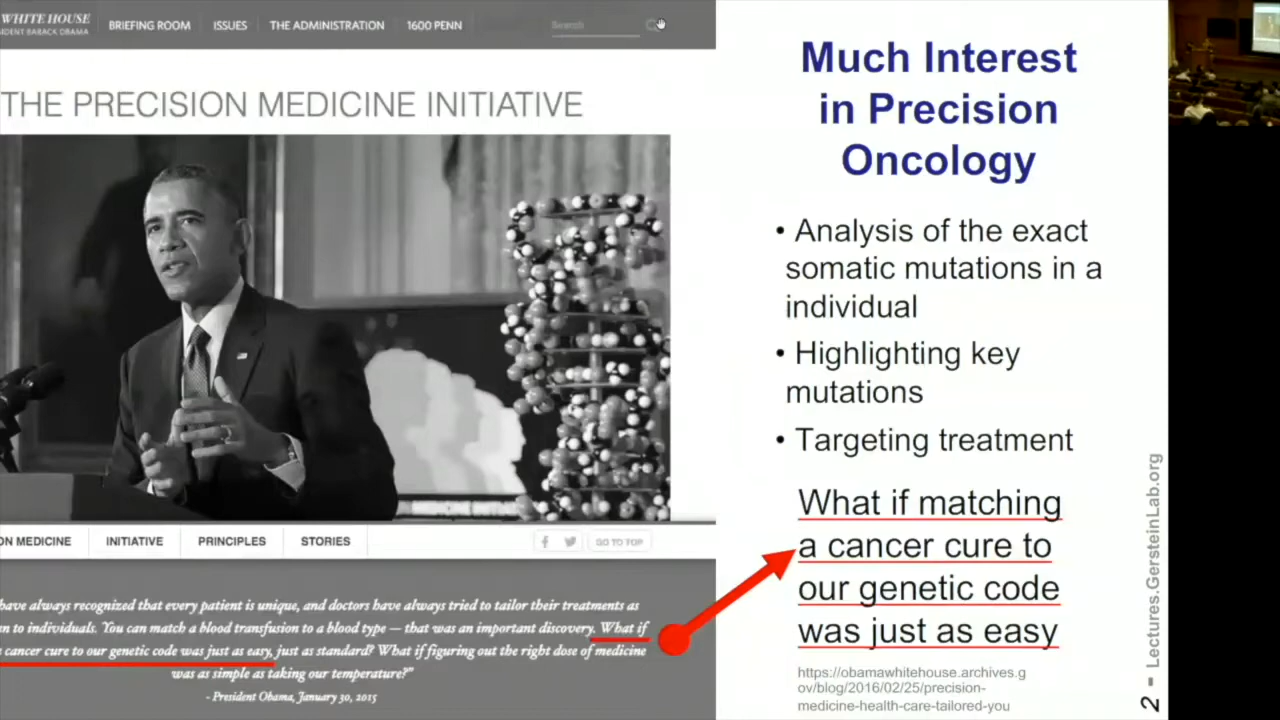 WHITE HOUSE
IDENT BARACK OBAMA
BRIEFING ROOM
ISSUES
THE ADMINISTRATION
1600 PENN
Search
THE PRECISION MEDICINE INITIATIVE
ON MEDICINE
INITIATIVE
PRINCIPLES
STORIES
GO TO TOP
have always recognized that every patient is unique, and doctors have always tried to tailor their treatments as
n to individuals. You can match a blood transfusion to a blood type — that was an important discovery. What if
cancer cure to our genetic code was just as easy, just as standard? What if figuring out the right dose of medicine
was as simple as taking our temperature?"
- President Obama, January 30, 2015
Much Interest
in Precision
Oncology
• Analysis of the exact
somatic mutations in a
individual
• Highlighting key
mutations
• Targeting treatment
What if matching
a cancer cure to
our genetic code
was just as easy
https://obamawhitehouse.archives.g
ov/blog/2016/02/25/precision-
medicine-health-care-tailored-you
2 - Lectures.GersteinLab.org